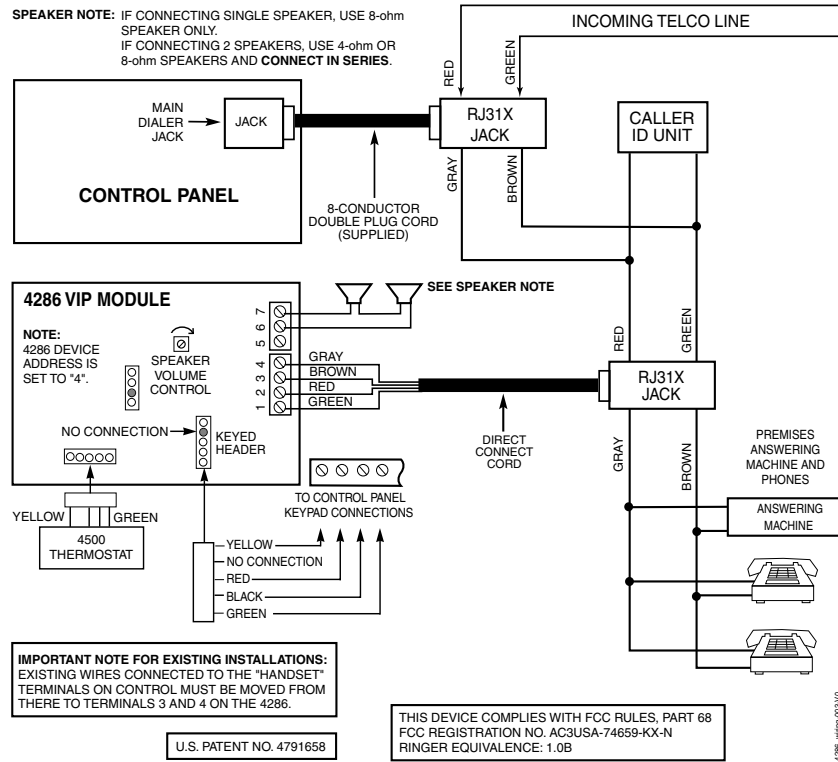 SPEAKER NOTE: IF CONNECTING SINGLE SPEAKER, USE 8-ohm
SPEAKER ONLY.
IF CONNECTING 2 SPEAKERS, USE 4-ohm OR
8-ohm SPEAKERS AND CONNECT IN SERIES.
INCOMING TELCO LINE
RED
GREEN
MAIN
DIALER
JACK
JACK
RJ31X
JACK
CALLER
ID UNIT
CONTROL PANEL
GRAY
BROWN
8-CONDUCTOR
DOUBLE PLUG CORD
(SUPPLIED)
4286 VIP MODULE
NOTE:
4286 DEVICE
ADDRESS IS
SET TO "4".
SPEAKER
VOLUME
CONTROL
7
6
5
4
3
2
1
SEE SPEAKER NOTE
GRAY
BROWN
RED
GREEN
RED
GREEN
RJ31X
JACK
DIRECT
CONNECT
CORD
GRAY
BROWN
NO CONNECTION
KEYED
HEADER
PREMISES
ANSWERING
MACHINE AND
PHONES
ANSWERING
MACHINE
TO CONTROL PANEL
KEYPAD CONNECTIONS
YELLOW
GREEN
4500
THERMOSTAT
YELLOW
NO CONNECTION
RED
BLACK
GREEN
IMPORTANT NOTE FOR EXISTING INSTALLATIONS:
EXISTING WIRES CONNECTED TO THE "HANDSET"
TERMINALS ON CONTROL MUST BE MOVED FROM
THERE TO TERMINALS 3 AND 4 ON THE 4286.
U.S. PATENT NO. 4791658
THIS DEVICE COMPLIES WITH FCC RULES, PART 68
FCC REGISTRATION NO. AC3USA-74659-KX-N
RINGER EQUIVALENCE: 1.0B